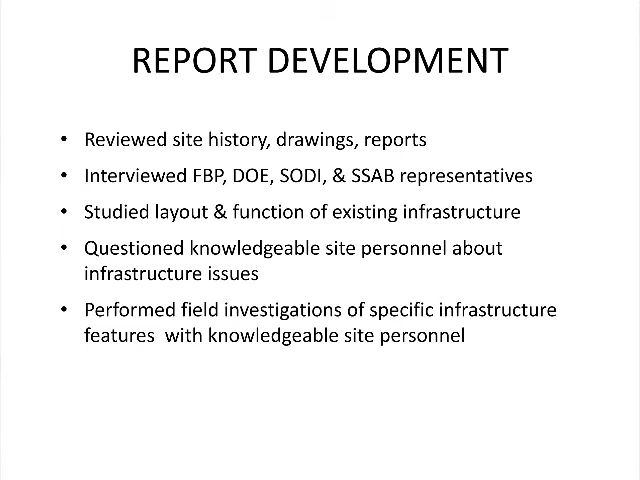 REPORT DEVELOPMENT
• Reviewed site history, drawings, reports
• Interviewed FBP, DOE, SODI, & SSAB representatives
• Studied layout & function of existing infrastructure
• Questioned knowledgeable site personnel about
infrastructure issues
• Performed field investigations of specific infrastructure
features  with knowledgeable site personnel